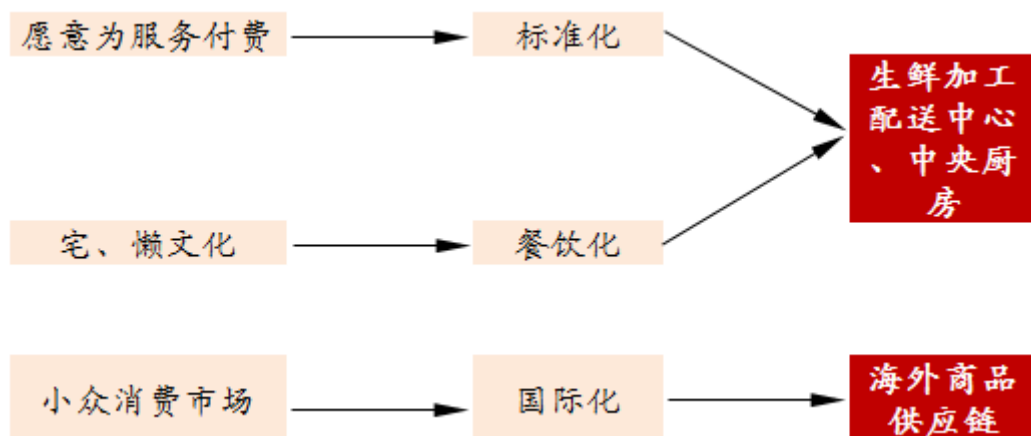 愿意为服务付费
标准化
生鲜加工
配送中心
、中央厨
房
宅、懒文化
餐饮化
小众消费市场
国际化
海外商品
供应链